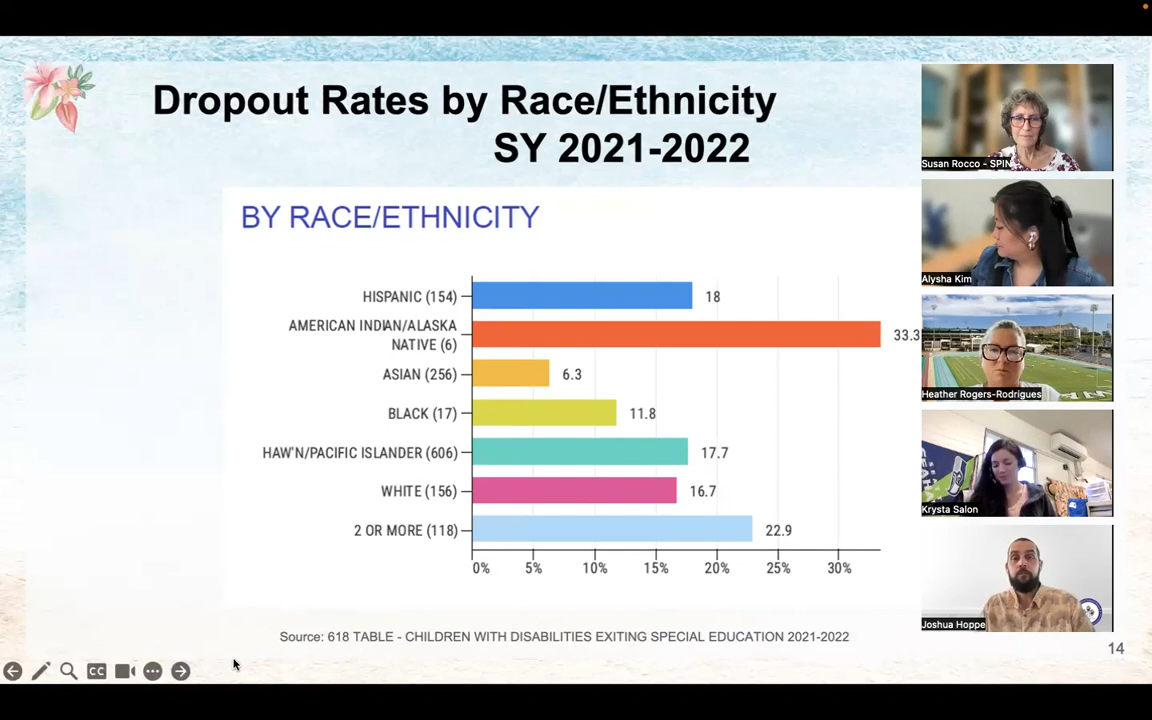 Dropout Rates by Race/Ethnicity
SY 2021-2022
BY RACE/ETHNICITY
HISPANIC (154)
18
AMERICAN INDIAN/ALASKA
NATIVE (6)
33.3
ASIAN (256)
6.3
BLACK (17)
11.8
HAW'N/PACIFIC ISLANDER (606)
17.7
WHITE (156)
16.7
2 OR MORE (118)
22.9
0% 5% 10% 15% 20% 25% 30%
Source: 618 TABLE - CHILDREN WITH DISABILITIES EXITING SPECIAL EDUCATION 2021-2022
14
CC
Susan Rocco - SPIN
Alysha Kim
Heather Rogers-Rodrigues
Krysta Salon
Joshua Hoppe